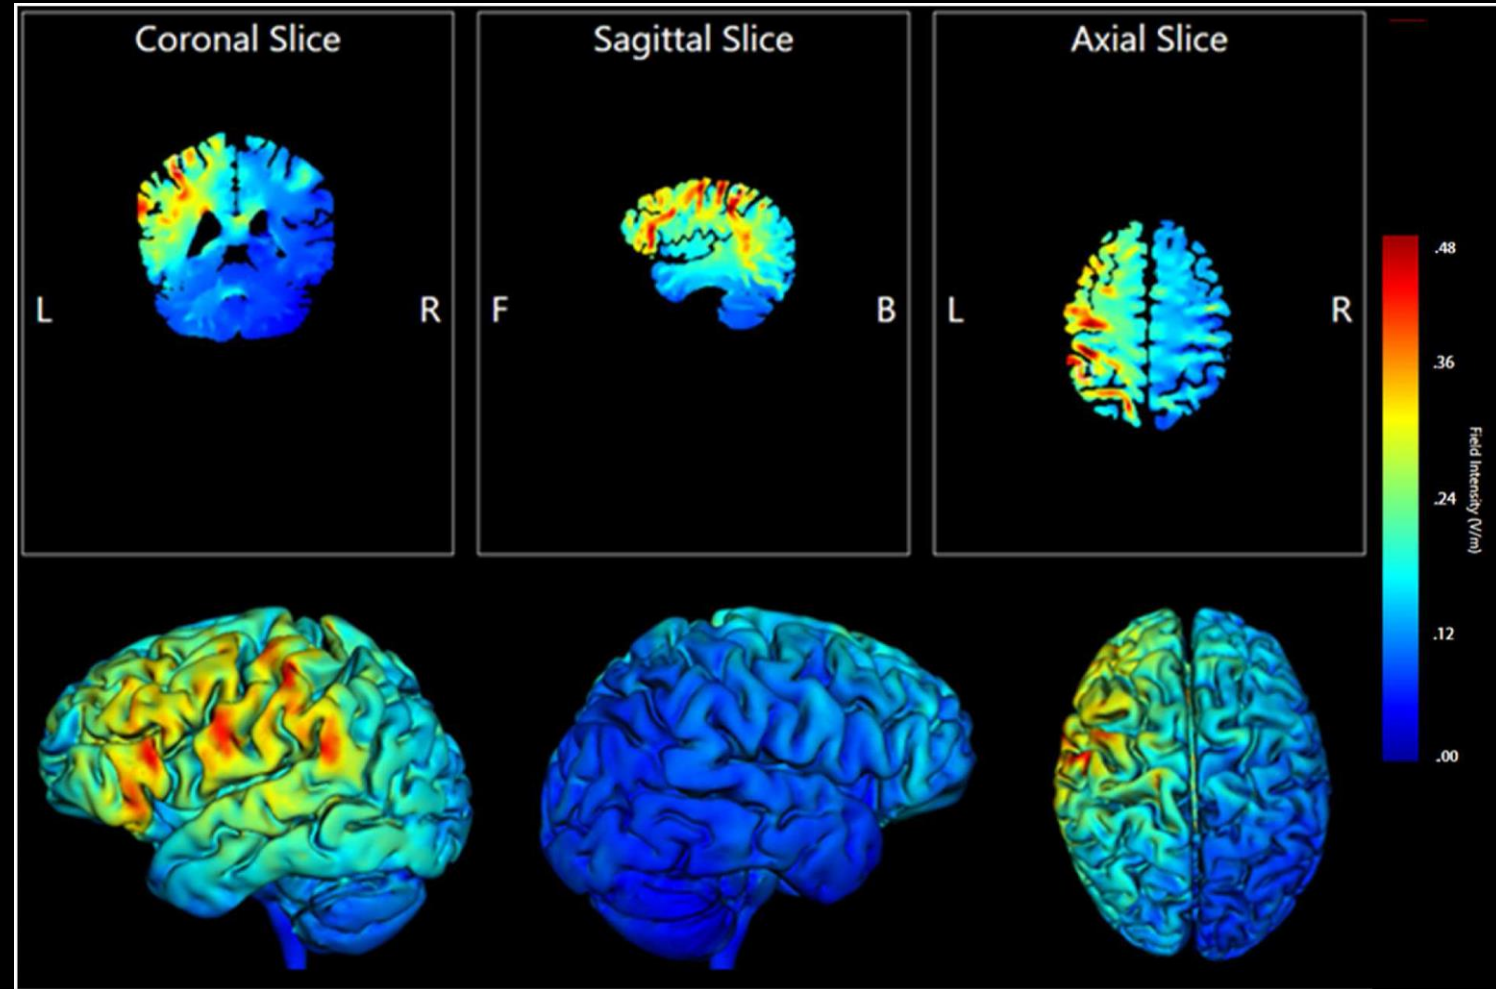 Coronal Slice
Sagittal Slice
Axial Slice
L
R
F
B
L
R
.48
.36
.24
.12
.00
Field Intensity (V/m)